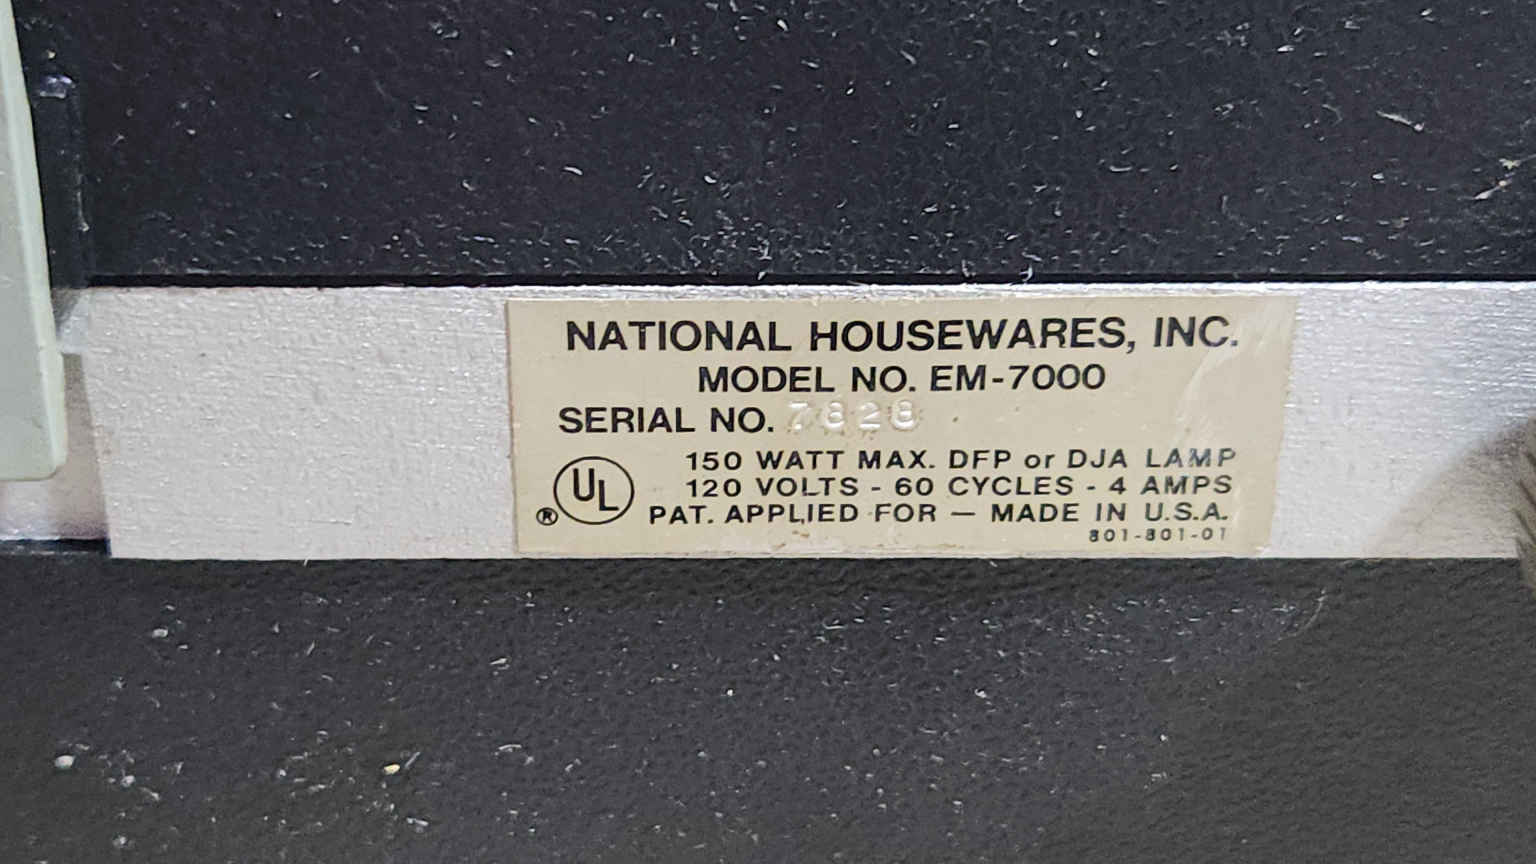 NATIONAL HOUSEWARES, INC.
MODEL NO. EM-7000
SERIAL NO. 7828
150 WATT MAX. DFP or DJA LAMP
120 VOLTS - 60 CYCLES - 4 AMPS
PAT. APPLIED FOR — MADE IN U.S.A.
UL ®
801-801-01